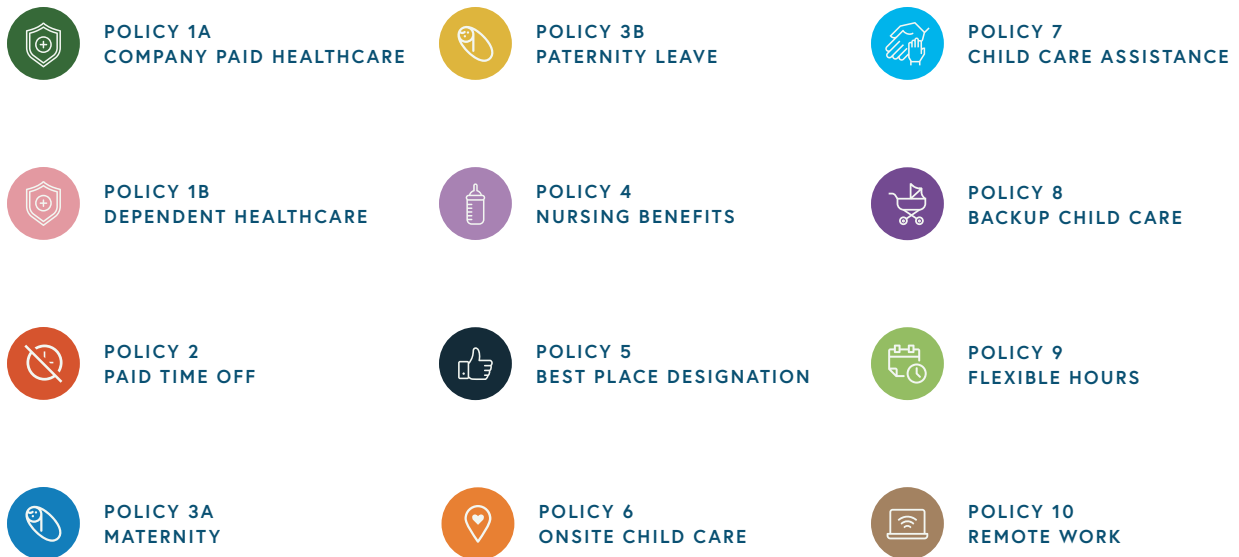 POLICY 1A
COMPANY PAID HEALTHCARE
POLICY 1B
DEPENDENT HEALTHCARE
POLICY 2
PAID TIME OFF
POLICY 3A
MATERNITY
POLICY 3B
PATERNITY LEAVE
POLICY 4
NURSING BENEFITS
POLICY 5
BEST PLACE DESIGNATION
POLICY 6
ONSITE CHILD CARE
POLICY 7
CHILD CARE ASSISTANCE
POLICY 8
BACKUP CHILD CARE
POLICY 9
FLEXIBLE HOURS
POLICY 10
REMOTE WORK